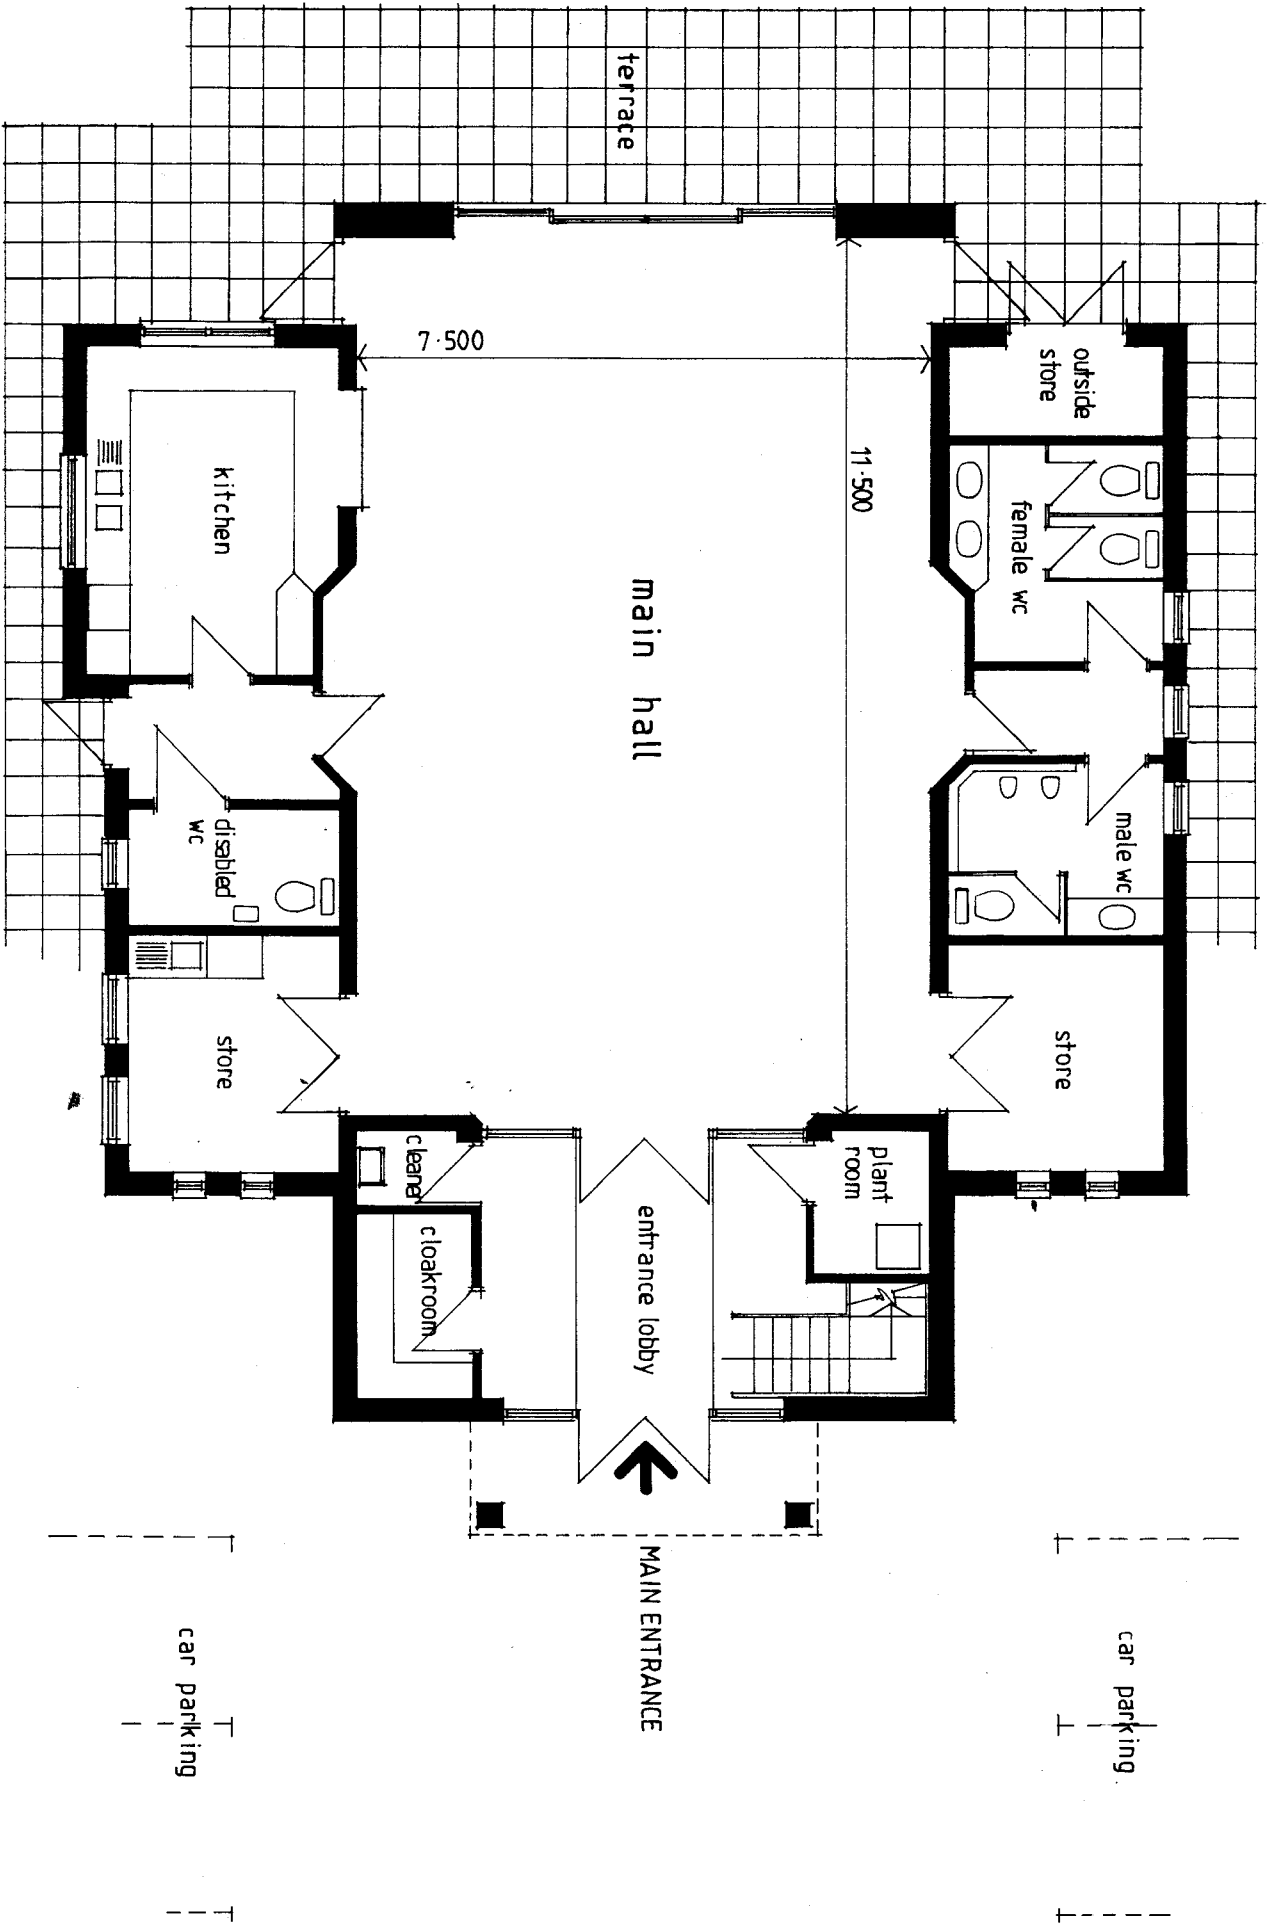 terrace
7·500
outside
store
11·500
kitchen
female wc
main hall
disabled
wc
male wc
store
store
cleaner
plant
room
cloakroom
entrance lobby
MAIN ENTRANCE
car parking
car parking